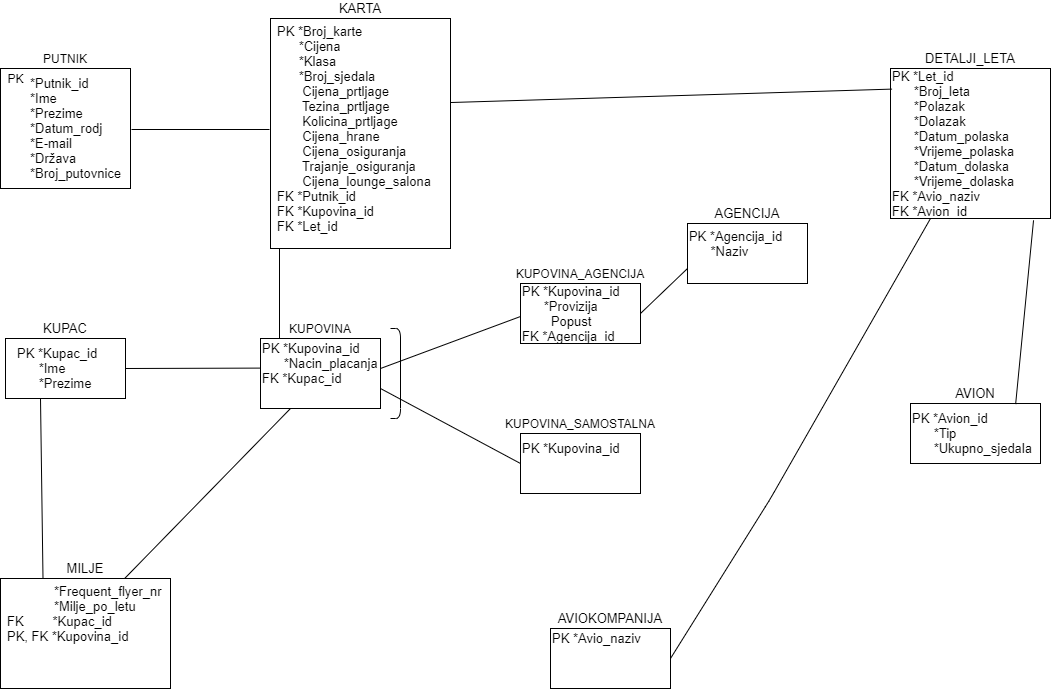 KARTA
PK *Broj_karte
*Cijena
*Klasa
*Broj_sjedala
Cijena_prtljage
Tezina_prtljage
Kolicina_prtljage
Cijena_hrane
Cijena_osiguranja
Trajanje_osiguranja
Cijena_lounge_salona
FK *Putnik_id
FK *Kupovina_id
FK *Let_id
PUTNIK
PK *Putnik_id
*Ime
*Prezime
*Datum_rodj
*E-mail
*Država
*Broj_putovnice
DETALJI_LETA
PK *Let_id
*Broj_leta
*Polazak
*Dolazak
*Datum_polaska
*Vrijeme_polaska
*Datum_dolaska
*Vrijeme_dolaska
FK *Avio_naziv
FK *Avion_id
AGENCIJA
PK *Agencija_id
*Naziv
KUPOVINA_AGENCIJA
PK *Kupovina_id
*Provizija
Popust
FK *Agencija_id
KUPAC
PK *Kupac_id
*Ime
*Prezime
KUPOVINA
PK *Kupovina_id
*Nacin_placanja
FK *Kupac_id
KUPOVINA_SAMOSTALNA
PK *Kupovina_id
AVION
PK *Avion_id
*Tip
*Ukupno_sjedala
MILJE
*Frequent_flyer_nr
*Milje_po_letu
FK *Kupac_id
PK, FK *Kupovina_id
AVIOKOMPANIJA
PK *Avio_naziv